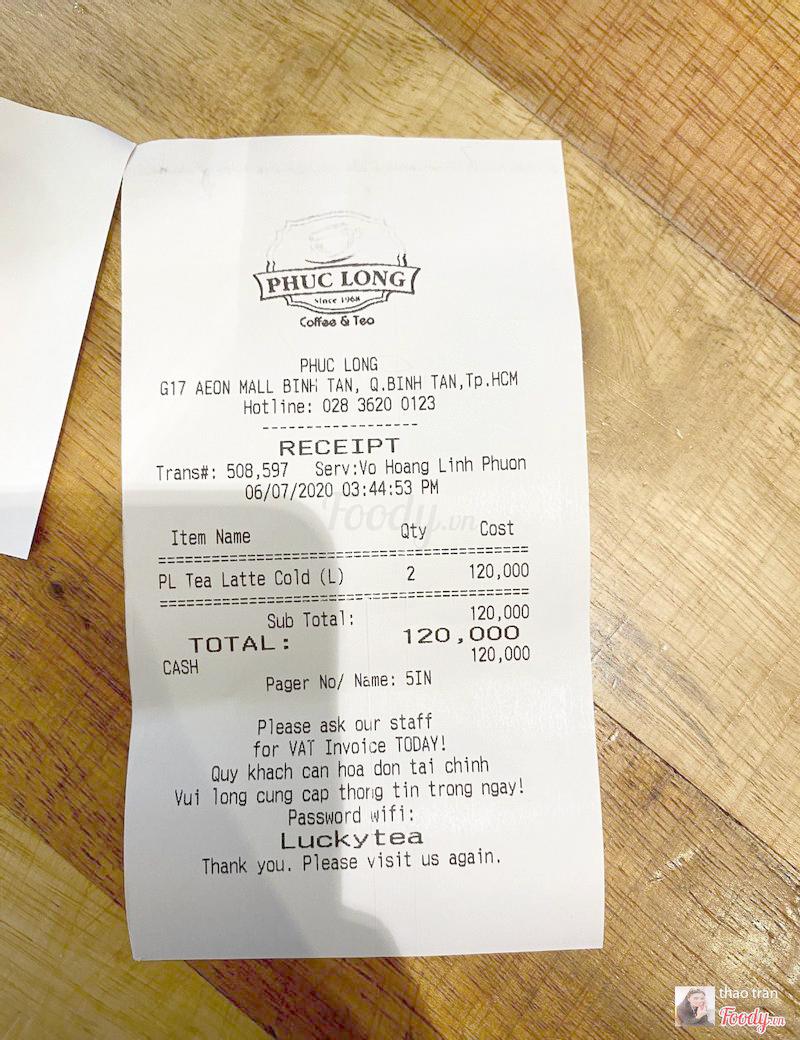 PHUC LONG
Since 1968
Coffee & Tea
PHUC LONG
G17 AEON MALL BINH TAN, Q.BINH TAN,Tp.HCM
Hotline: 028 3620 0123
------------------
RECEIPT
Trans#: 508,597 Serv:Vo Hoang Linh Phuon
06/07/2020 03:44:53 PM
Foody.vn
Item Name Qty Cost
==========================================
PL Tea Latte Cold (L) 2 120,000
==========================================
Sub Total: 120,000
TOTAL: 120,000
CASH 120,000
Pager No/ Name: 5IN
Please ask our staff
for VAT Invoice TODAY!
Quy khach can hoa don tai chinh
Vui long cung cap thong tin trong ngay!
Password wifi:
Luckytea
Thank you. Please visit us again.
thao tran
Foody.vn